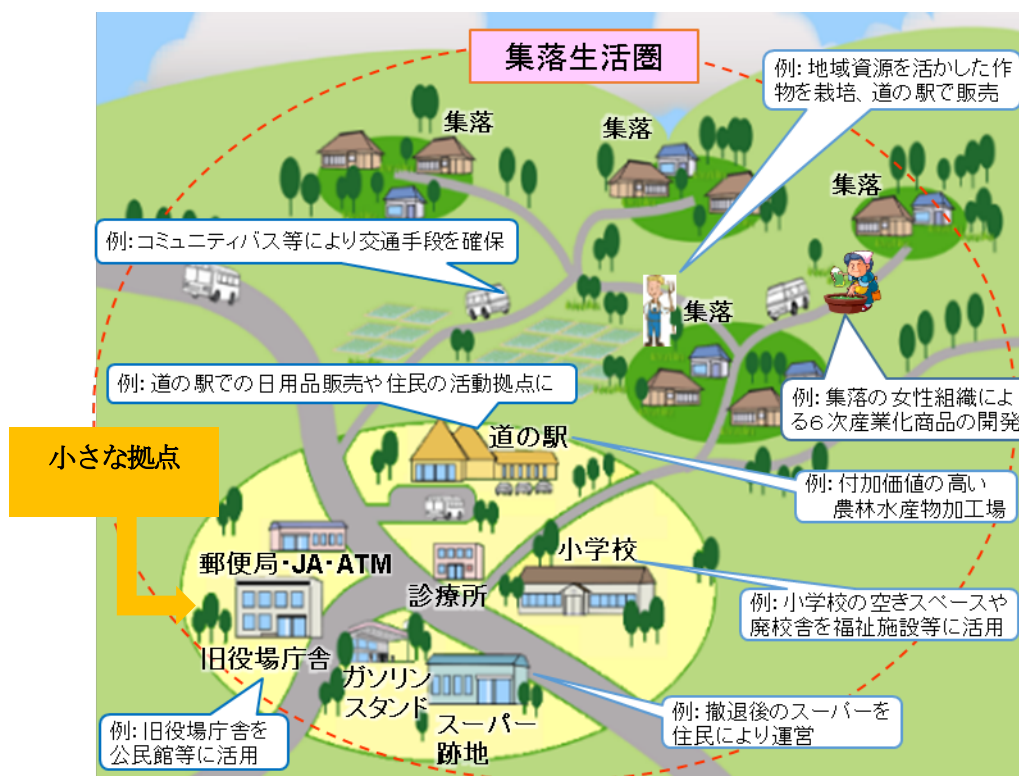 集落生活圏
例：地域資源を活かした作
物を栽培、道の駅で販売
集落
集落
集落
例：コミュニティバス等により交通手段を確保
集落
例：道の駅での日用品販売や住民の活動拠点に
例：集落の女性組織によ
る６次産業化商品の開発
道の駅
小さな拠点
例：付加価値の高い
農林水産物加工場
小学校
郵便局・JA・ATM
診療所
例：小学校の空きスペースや
廃校舎を福祉施設等に活用
旧役場庁舎
ガソリン
スタンド
スーパー
跡地
例：撤退後のスーパーを
住民により運営
例：旧役場庁舎を
公民館等に活用